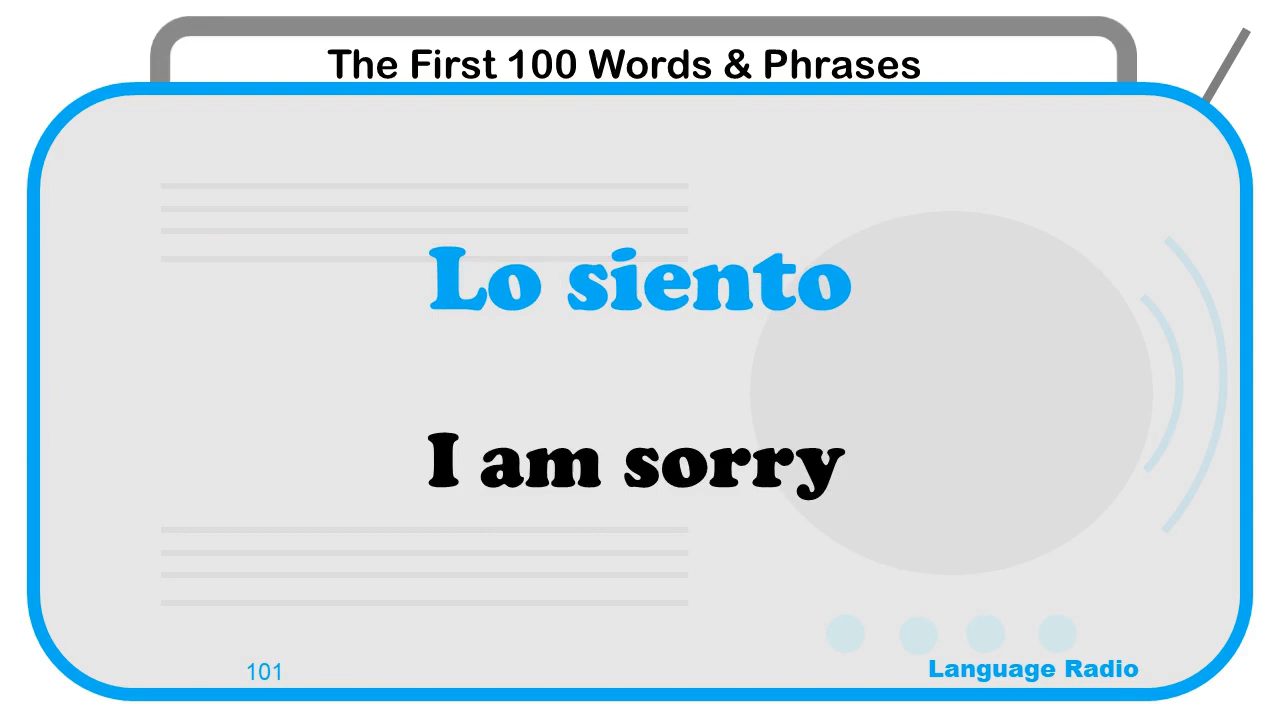 The First 100 Words & Phrases
Lo siento
I am sorry
101
Language Radio